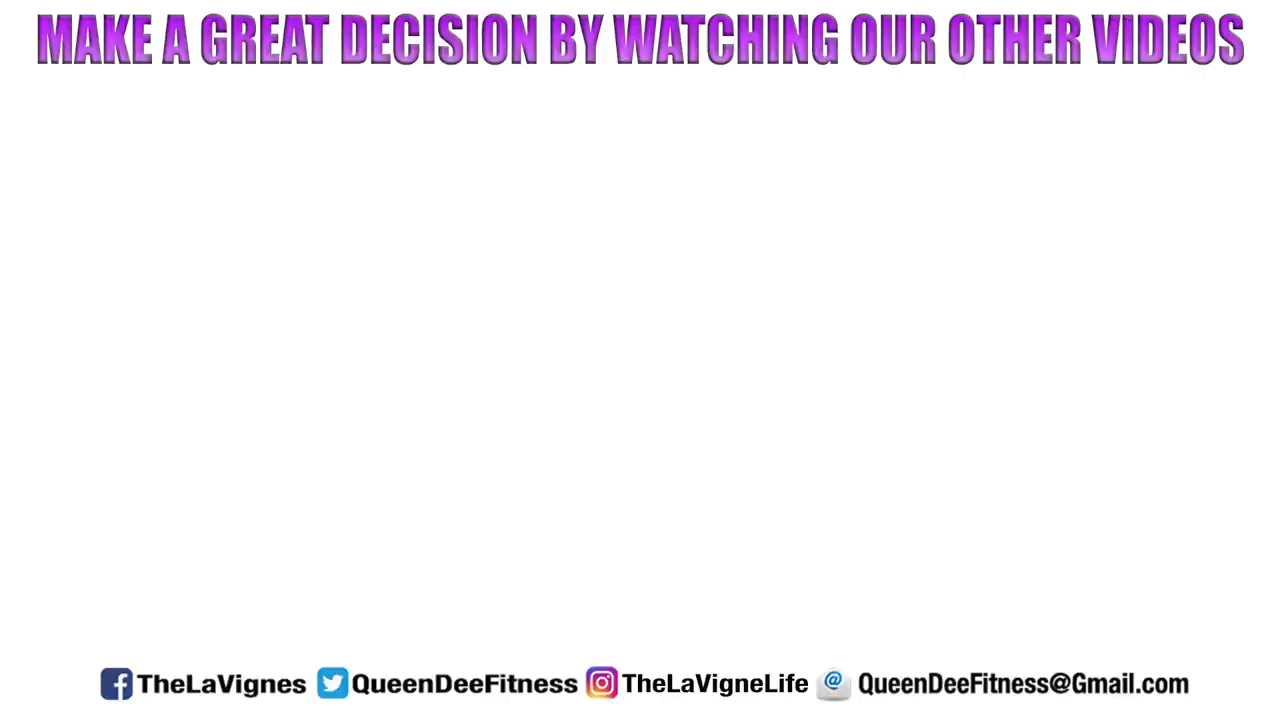 MAKE A GREAT DECISION BY WATCHING OUR OTHER VIDEOS
TheLaVignes QueenDeeFitness TheLaVigneLife QueenDeeFitness@Gmail.com